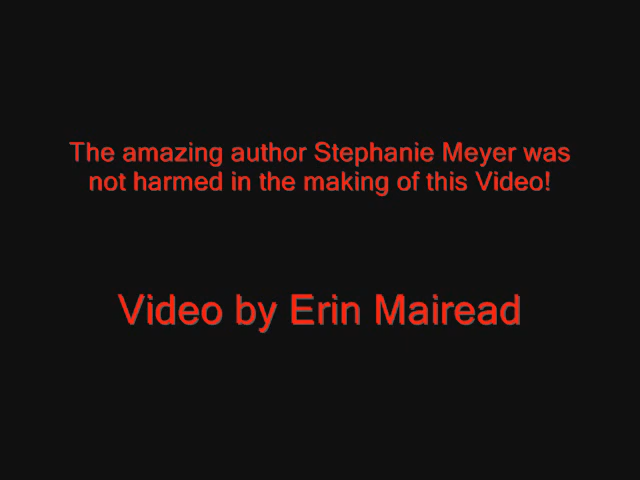 The amazing author Stephanie Meyer was
not harmed in the making of this Video!
Video by Erin Mairead